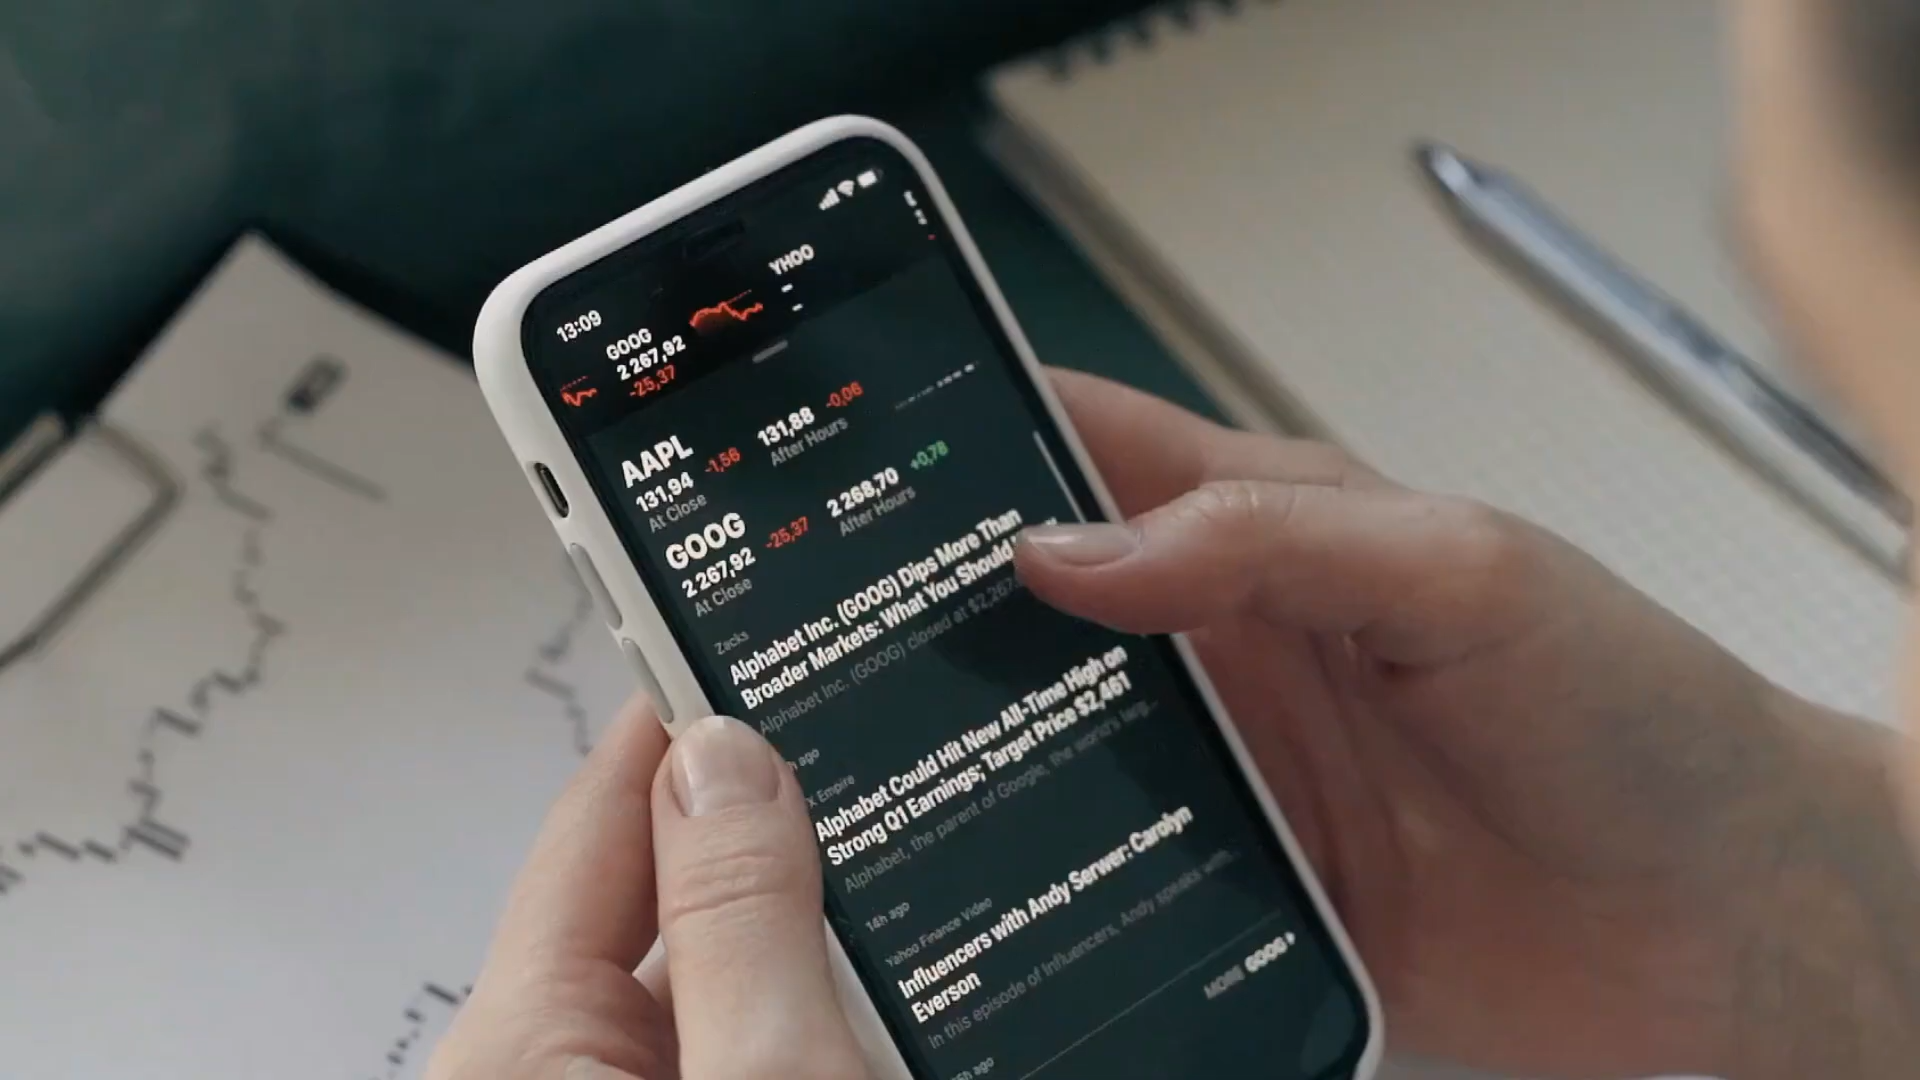 13:09
GOOG
2 267,92
-25,37
YHOO
AAPL
131,94 -1,56
At Close
131,88 -0,06
After Hours
GOOG
2 267,92 -25,37
At Close
2 268,70 +0,78
After Hours
Zacks
Alphabet Inc. (GOOG) Dips More Than
Broader Markets: What You Should
Alphabet Inc. (GOOG) closed at $2,267
h ago
X Empire
Alphabet Could Hit New All-Time High on
Strong Q1 Earnings; Target Price $2,461
Alphabet, the parent of Google, the world's larg...
14h ago
Yahoo Finance Video
Influencers with Andy Serwer: Carolyn
Everson
In this episode of Influencers, Andy speaks with...
MORE GOOG
15h ago